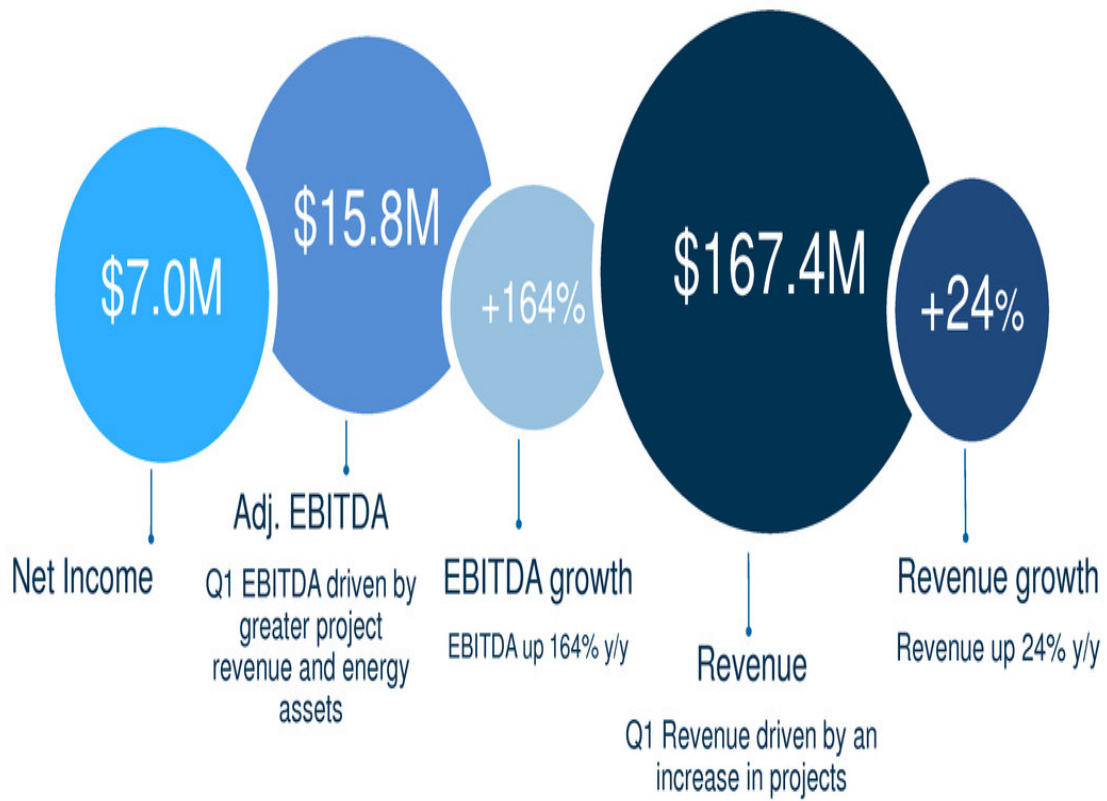 $7.0M
Net Income
$15.8M
Adj. EBITDA
Q1 EBITDA driven by
greater project
revenue and energy
assets
+164%
EBITDA growth
EBITDA up 164% y/y
$167.4M
Revenue
Q1 Revenue driven by an
increase in projects
+24%
Revenue growth
Revenue up 24% y/y